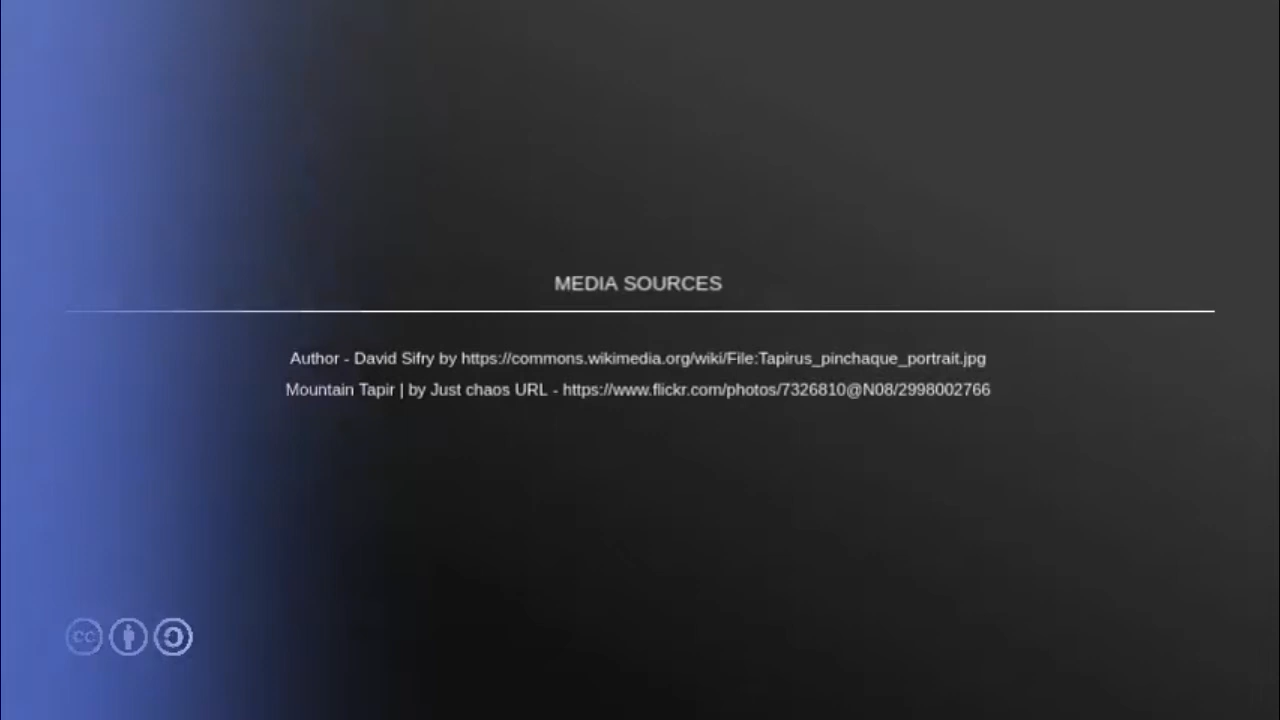 MEDIA SOURCES
Author - David Sifry by https://commons.wikimedia.org/wiki/File:Tapirus_pinchaque_portrait.jpg
Mountain Tapir | by Just chaos URL - https://www.flickr.com/photos/7326810@N08/2998002766
cc